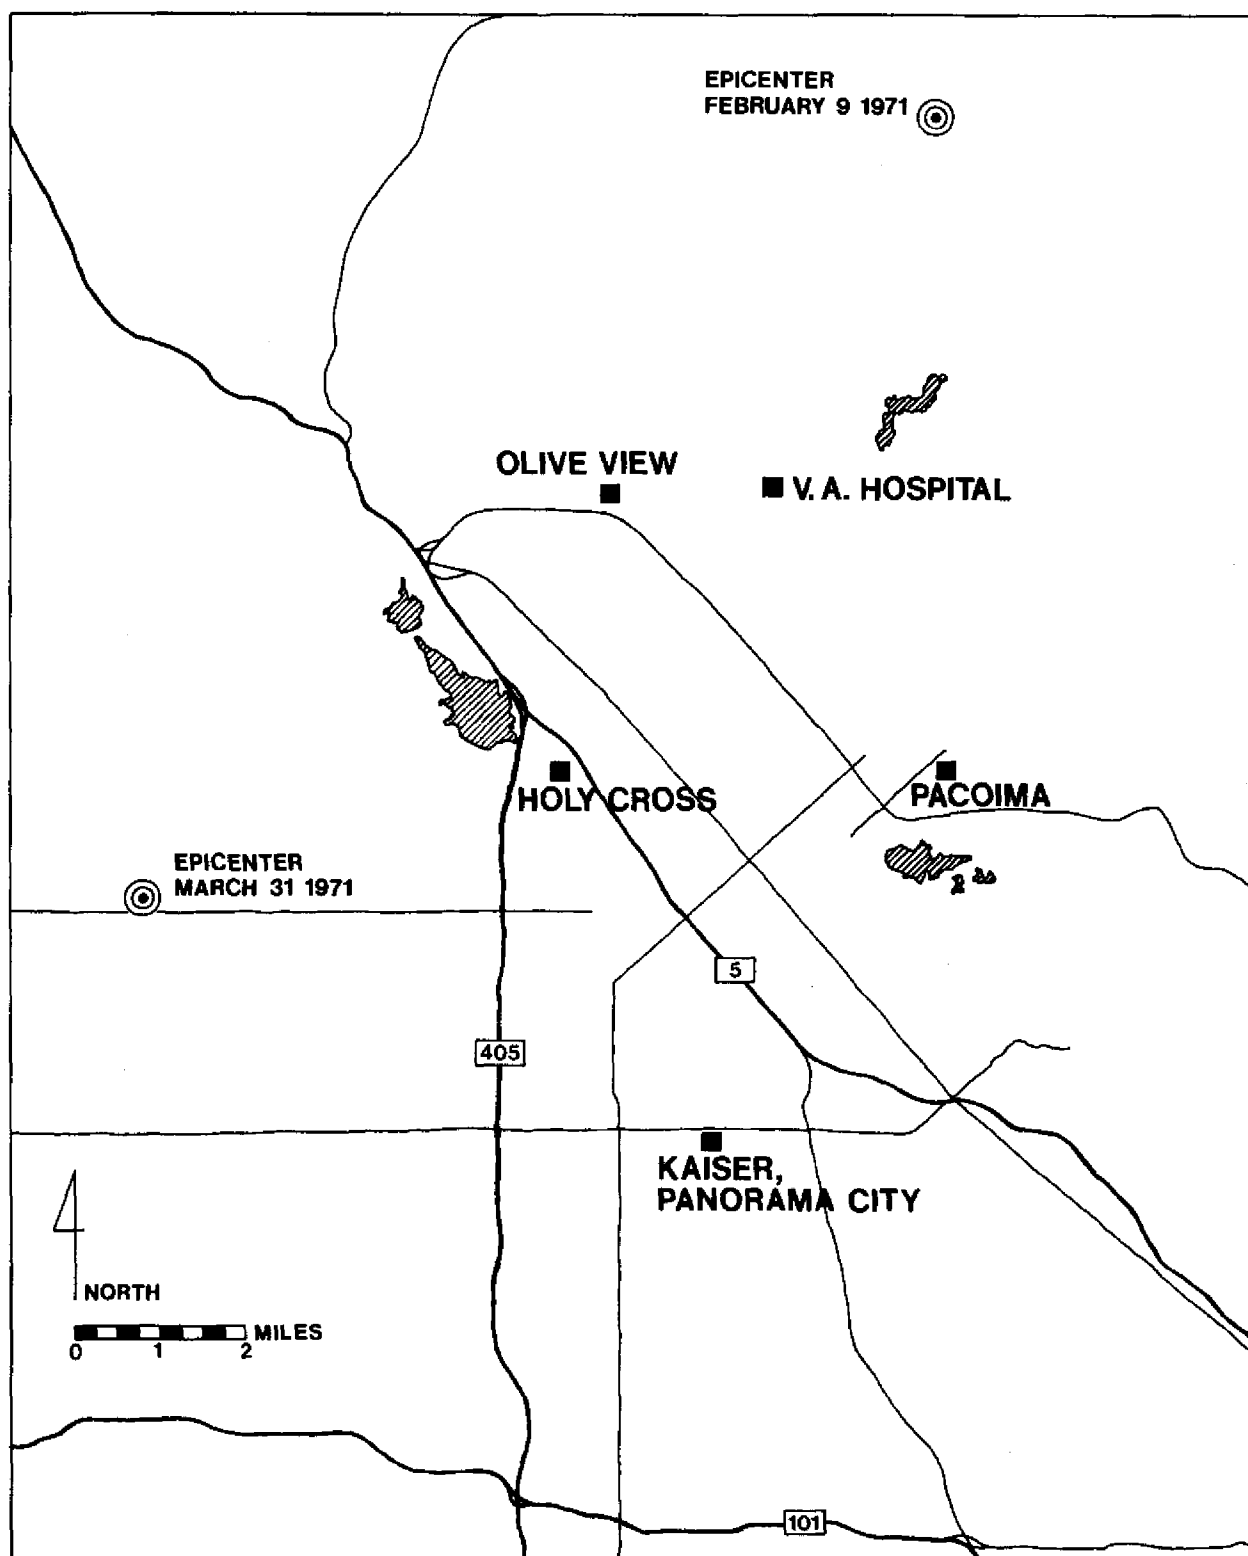 EPICENTER
FEBRUARY 9 1971
OLIVE VIEW
V. A. HOSPITAL
HOLY CROSS
PACOIMA
EPICENTER
MARCH 31 1971
5
405
KAISER,
PANORAMA CITY
NORTH
MILES
0 1 2
101